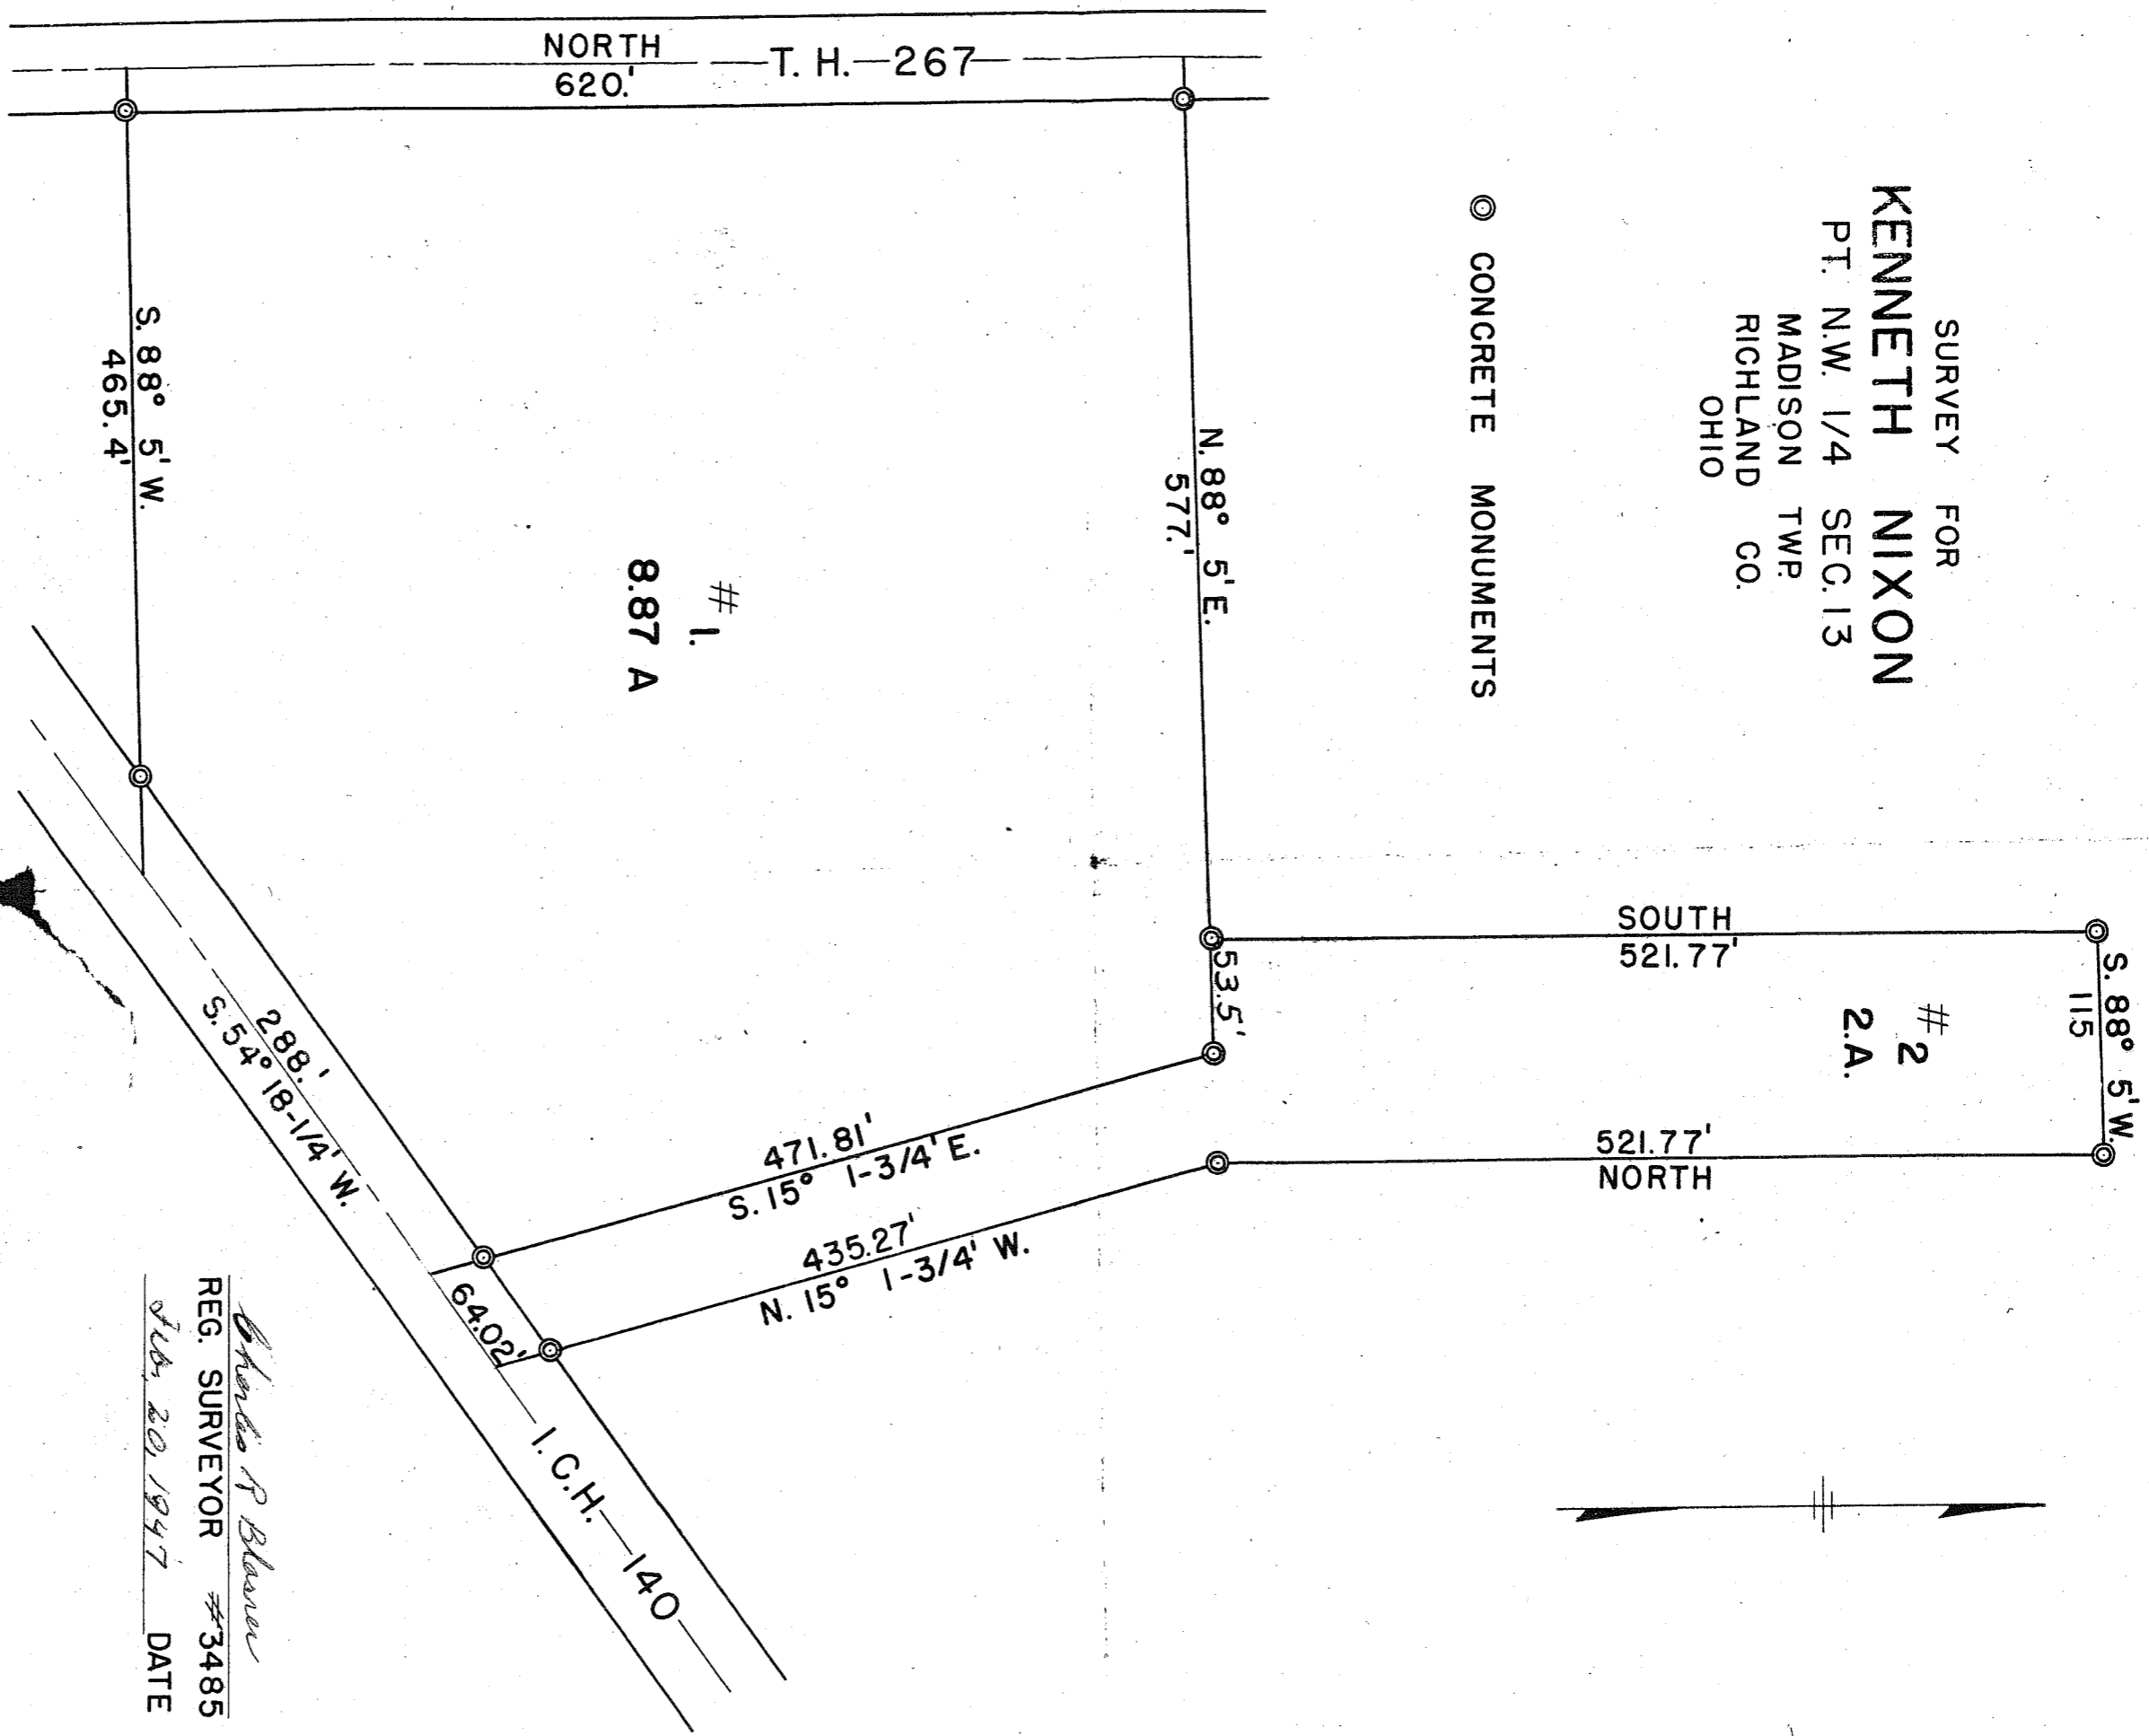 SURVEY FOR
KENNETH NIXON
PT. N.W. 1/4 SEC. 13
MADISON TWP.
RICHLAND CO.
OHIO
◎ CONCRETE MONUMENTS
S. 88° 5' W.
115
# 2
2.A.
SOUTH
521.77'
521.77'
NORTH
N. 88° 5' E.
577.'
53.5'
NORTH
620.'
T. H. 267
# 1.
8.87 A
471.81'
S. 15° 1-3/4' E.
435.27'
N. 15° 1-3/4' W.
S. 88° 5' W.
465.4'
288.'
S. 54° 18-1/4' W.
64.02'
I. C. H. 140
Charles P
REG. SURVEYOR #3485
20, 1947 DATE